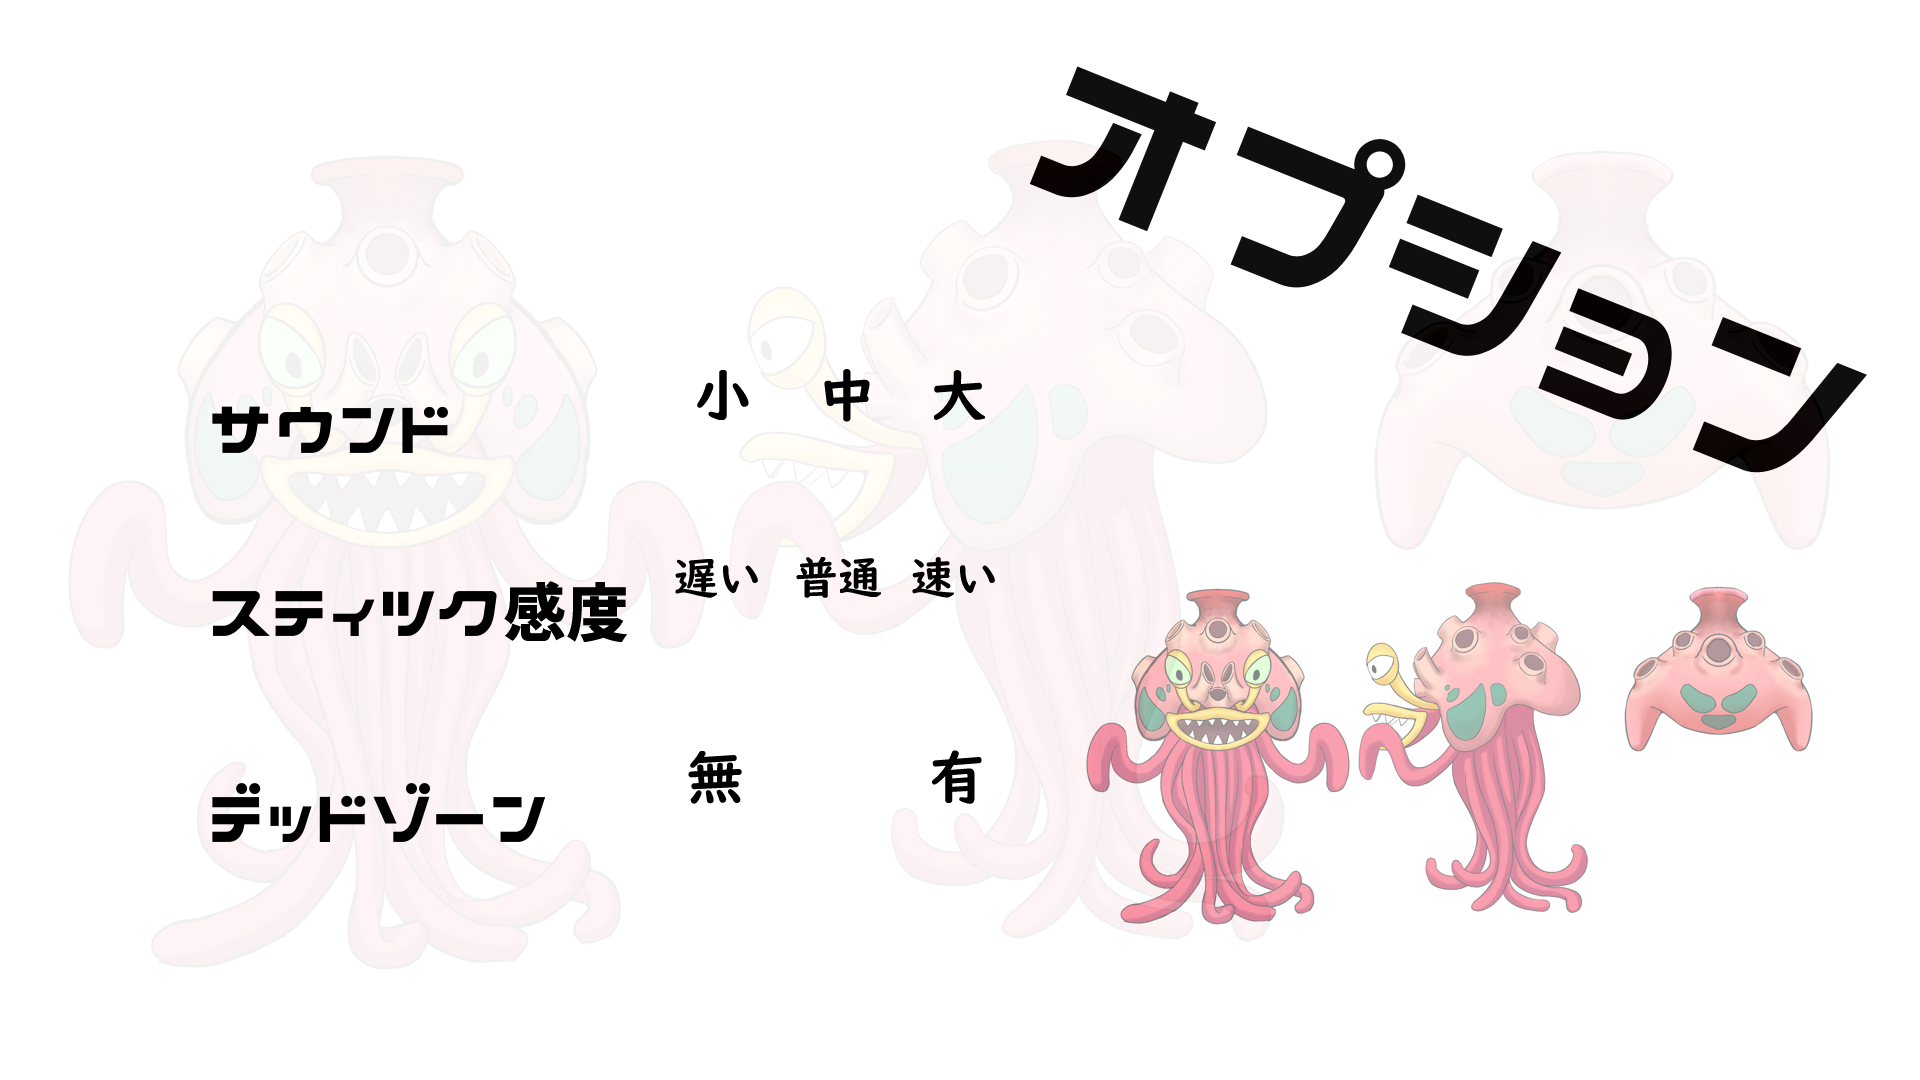 オプション
サウンド 小 中 大
スティック感度 遅い 普通 速い
デッドゾーン 無 有